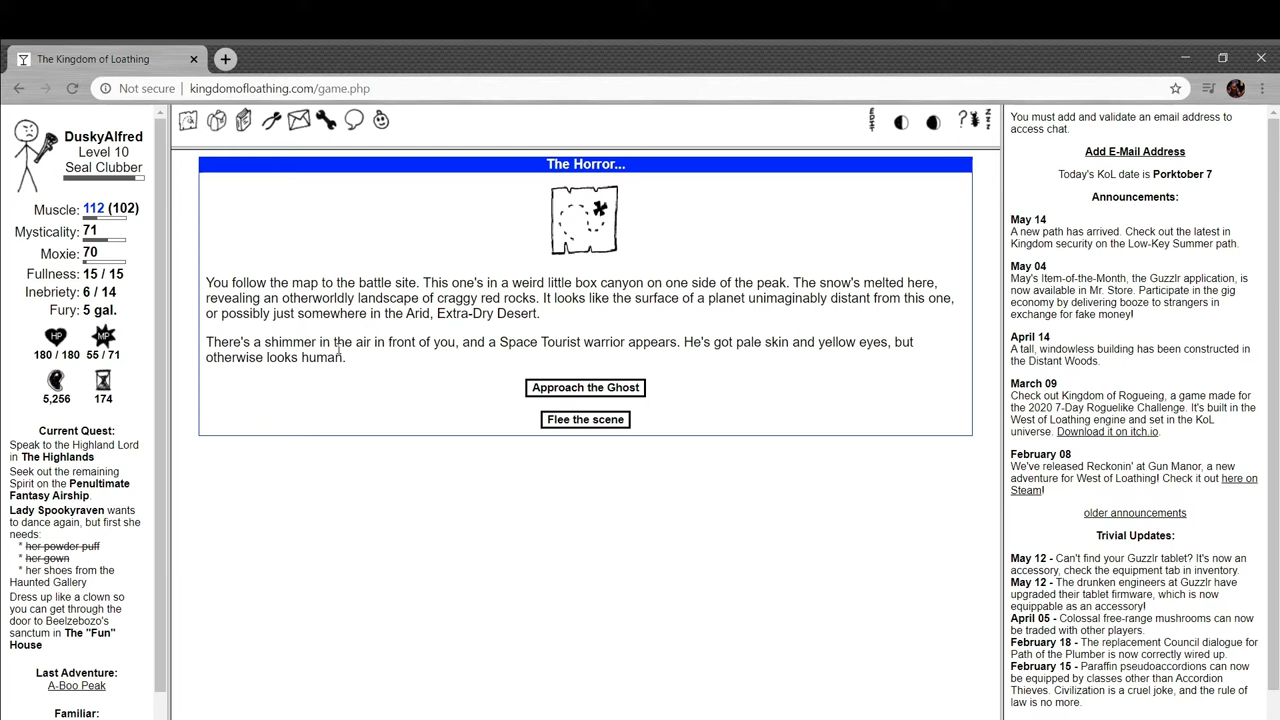 The Kingdom of Loathing
Not secure kingdomofloathing.com/game.php
DuskyAlfred
Level 10
Seal Clubber
Muscle: 112 (102)
Mysticality: 71
Moxie: 70
Fullness: 15 / 15
Inebriety: 6 / 14
Fury: 5 gal.
HP MP
180 / 180 55 / 71
5,256 174
Current Quest:
Speak to the Highland Lord
in The Highlands
Seek out the remaining
Spirit on the Penultimate
Fantasy Airship.
Lady Spookyraven wants
to dance again, but first she
needs:
* her powder puff
* her gown
* her shoes from the
Haunted Gallery
Dress up like a clown so
you can get through the
door to Beelzebozo's
sanctum in The "Fun"
House
Last Adventure:
A-Boo Peak
Familiar:
EDIT
? Z z z
The Horror...
You follow the map to the battle site. This one's in a weird little box canyon on one side of the peak. The snow's melted here,
revealing an otherworldly landscape of craggy red rocks. It looks like the surface of a planet unimaginably distant from this one,
or possibly just somewhere in the Arid, Extra-Dry Desert.
There's a shimmer in the air in front of you, and a Space Tourist warrior appears. He's got pale skin and yellow eyes, but
otherwise looks human.
Approach the Ghost
Flee the scene
You must add and validate an email address to
access chat.
Add E-Mail Address
Today's KoL date is Porktober 7
Announcements:
May 14
A new path has arrived. Check out the latest in
Kingdom security on the Low-Key Summer path.
May 04
May's Item-of-the-Month, the Guzzlr application, is
now available in Mr. Store. Participate in the gig
economy by delivering booze to strangers in
exchange for fake money!
April 14
A tall, windowless building has been constructed in
the Distant Woods.
March 09
Check out Kingdom of Rogueing, a game made for
the 2020 7-Day Roguelike Challenge. It's built in the
West of Loathing engine and set in the KoL
universe. Download it on itch.io.
February 08
We've released Reckonin' at Gun Manor, a new
adventure for West of Loathing! Check it out here on
Steam!
older announcements
Trivial Updates:
May 12 - Can't find your Guzzlr tablet? It's now an
accessory, check the equipment tab in inventory.
May 12 - The drunken engineers at Guzzlr have
upgraded their tablet firmware, which is now
equippable as an accessory!
April 05 - Colossal free-range mushrooms can now
be traded with other players.
February 18 - The replacement Council dialogue for
Path of the Plumber is now correctly wired up.
February 15 - Paraffin pseudoaccordions can now
be equipped by classes other than Accordion
Thieves. Civilization is a cruel joke, and the rule of
law is no more.